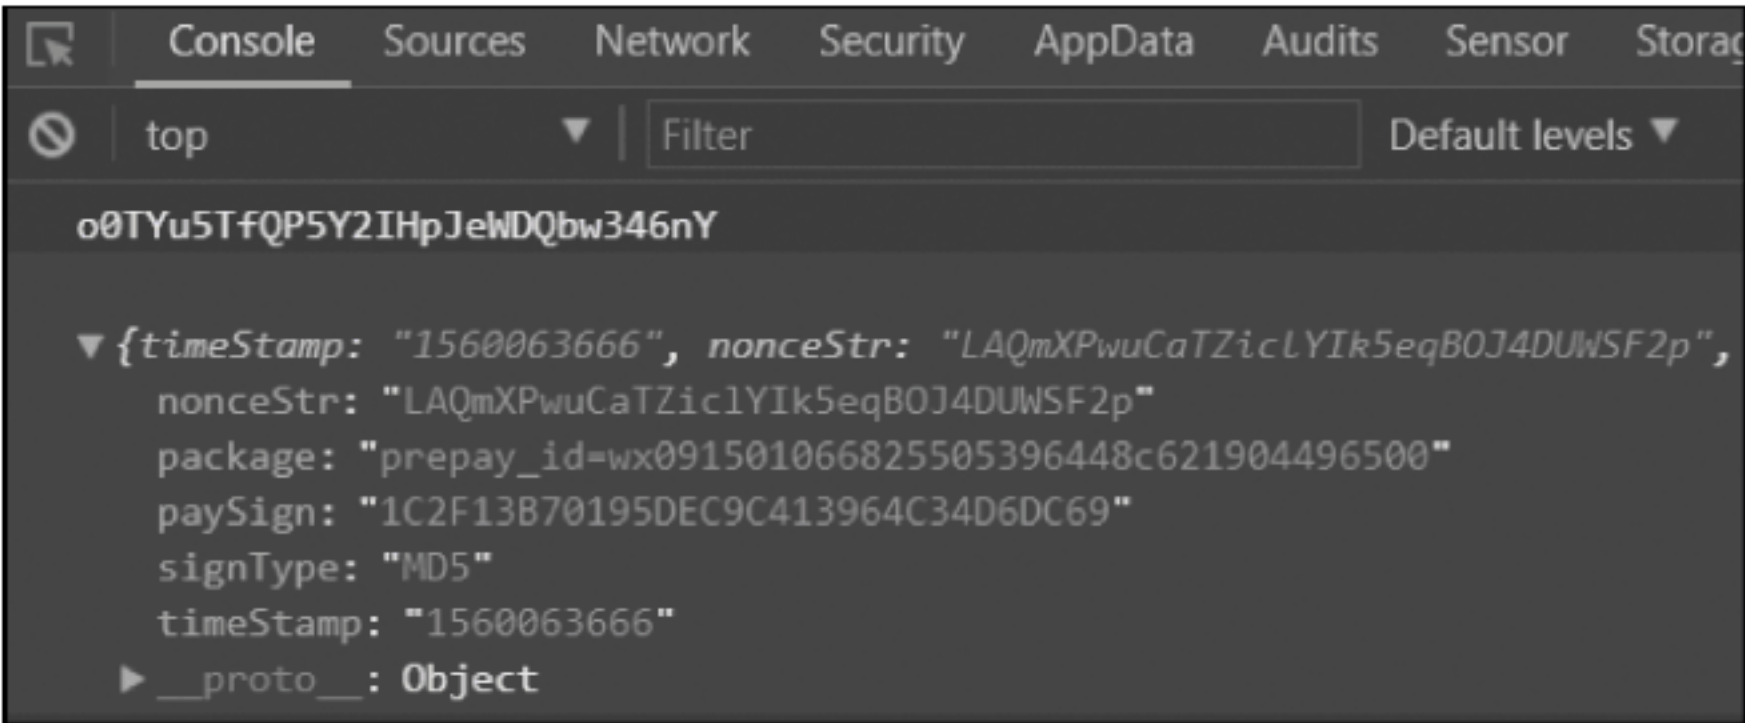 Console Sources Network Security AppData Audits Sensor Storag
top Filter Default levels
o0TYu5TfQP5Y2IHpJeWDQbw346nY
{timeStamp: "1560063666", nonceStr: "LAQmXPwuCaTZiclYIk5eqBOJ4DUWSF2p",
nonceStr: "LAQmXPwuCaTZiclYIk5eqBOJ4DUWSF2p"
package: "prepay_id=wx091501066825505396448c621904496500"
paySign: "1C2F13B70195DEC9C413964C34D6DC69"
signType: "MD5"
timeStamp: "1560063666"
__proto__: Object